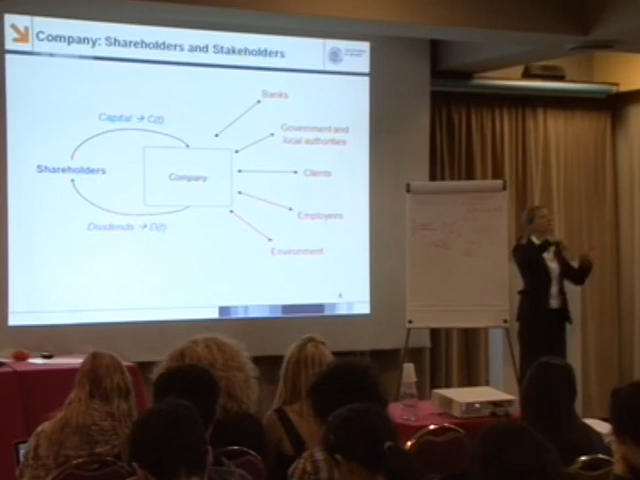 Company: Shareholders and Stakeholders
Banks
Capital → C(t)
Government and
local authorities
Shareholders
Company
Clients
Employees
Dividends → D(t)
Environment